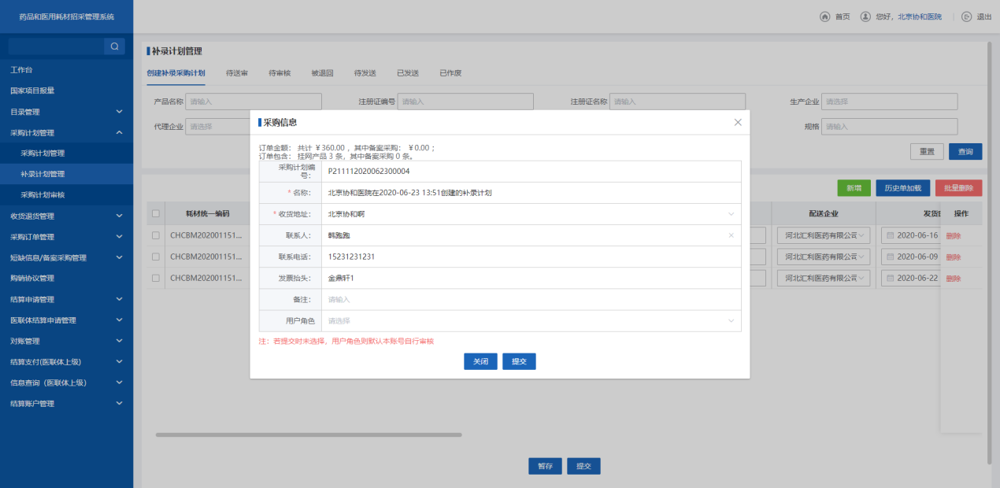 药品和医用耗材招采管理系统
首页
您好，北京协和医院
退出
工作台
国家项目报量
目录管理
采购计划管理
采购计划管理
补录计划管理
采购计划审核
收货退货管理
采购订单管理
短缺信息/备案采购管理
购销协议管理
结算申请管理
医联体结算申请管理
对账管理
结算支付(医联体上级)
信息查询（医联体上级）
结算账户管理
补录计划管理
创建补录采购计划 待送审 待审核 被退回 待发送 已发送 已作废
产品名称 请输入 注册证编号 请输入 注册证名称 请输入 生产企业 请选择
代理企业 请选择 规格 请输入
重置 查询
新增 历史单加载 批量删除
耗材统一编码 配送企业 发货 操作
CHCBM202001151... 河北汇利医药有限公司 2020-06-16 删除
CHCBM202001151... 河北汇利医药有限公司 2020-06-09 删除
CHCBM202001151... 河北汇利医药有限公司 2020-06-22 删除
暂存 提交
采购信息
订单金额： 共计 ￥360.00 ，其中备案采购： ￥0.00 ；
订单包含： 挂网产品 3 条，其中备案采购 0 条。
采购计划编号： P211112020062300004
* 名称： 北京协和医院在2020-06-23 13:51创建的补录计划
* 收货地址： 北京协和啊
联系人： 韩跑跑
联系电话： 15231231231
发票抬头： 金鼎轩1
备注： 请输入
用户角色 请选择
注：若提交时未选择，用户角色则默认本账号自行审核
关闭 提交